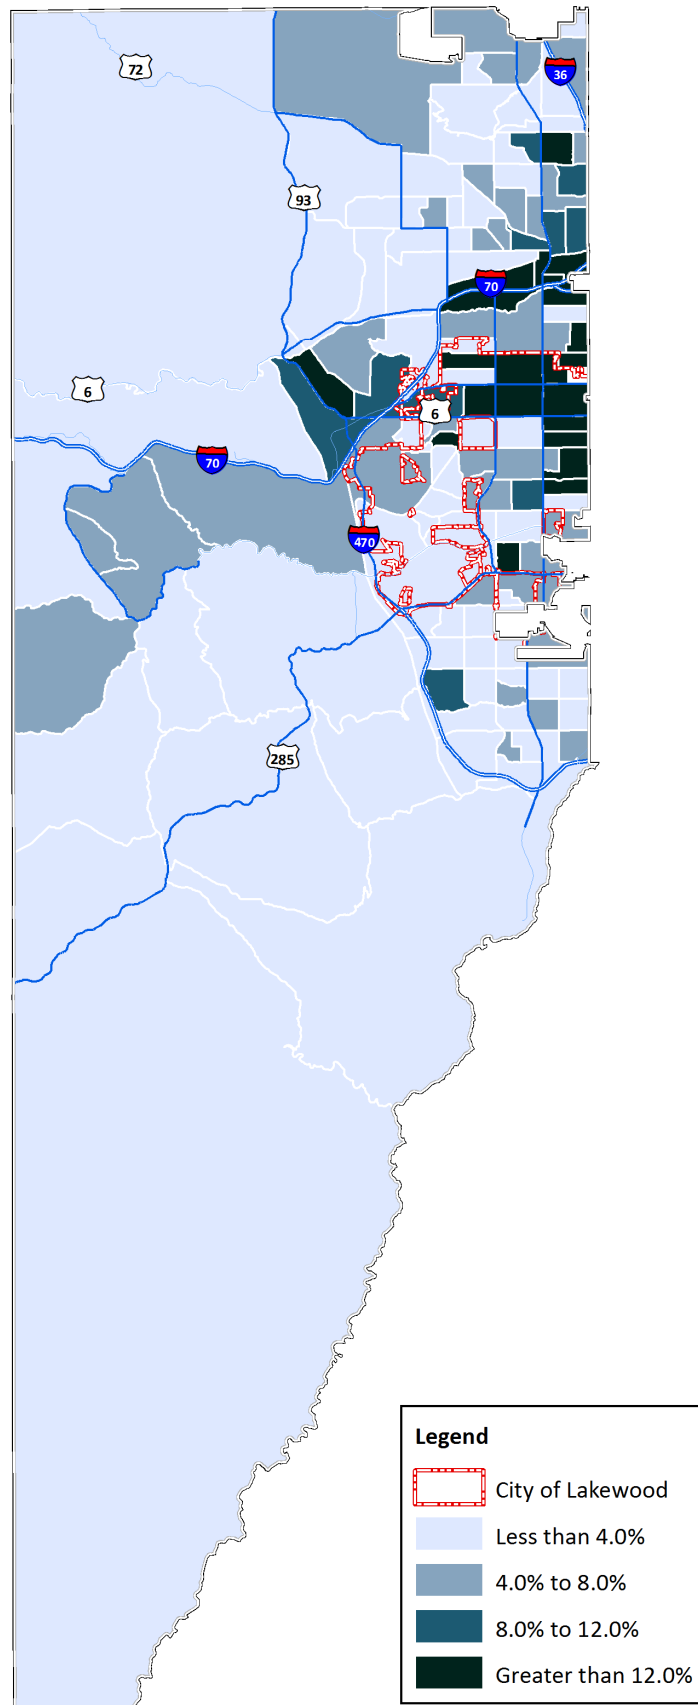 72
36
93
70
6
6
70
470
285
Legend
City of Lakewood
Less than 4.0%
4.0% to 8.0%
8.0% to 12.0%
Greater than 12.0%